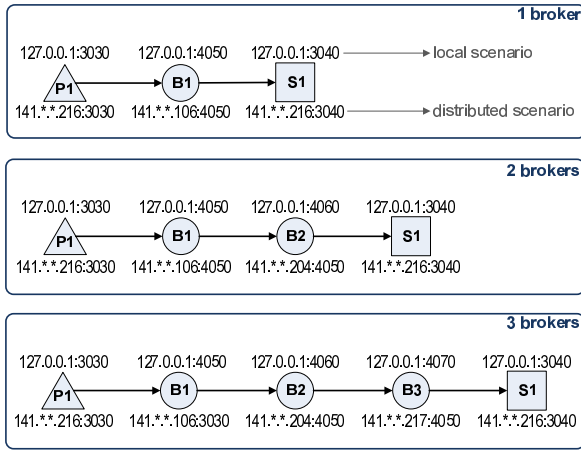 1 broker
127.0.0.1:3030 127.0.0.1:4050 127.0.0.1:3040 local scenario
P1 B1 S1
141.*.*.216:3030 141.*.*.106:4050 141.*.*.216:3040 distributed scenario
2 brokers
127.0.0.1:3030 127.0.0.1:4050 127.0.0.1:4060 127.0.0.1:3040
P1 B1 B2 S1
141.*.*.216:3030 141.*.*.106:4050 141.*.*.204:4050 141.*.*.216:3040
3 brokers
127.0.0.1:3030 127.0.0.1:4050 127.0.0.1:4060 127.0.0.1:4070 127.0.0.1:3040
P1 B1 B2 B3 S1
141.*.*.216:3030 141.*.*.106:3030 141.*.*.204:4050 141.*.*.217:4050 141.*.*.216:3040